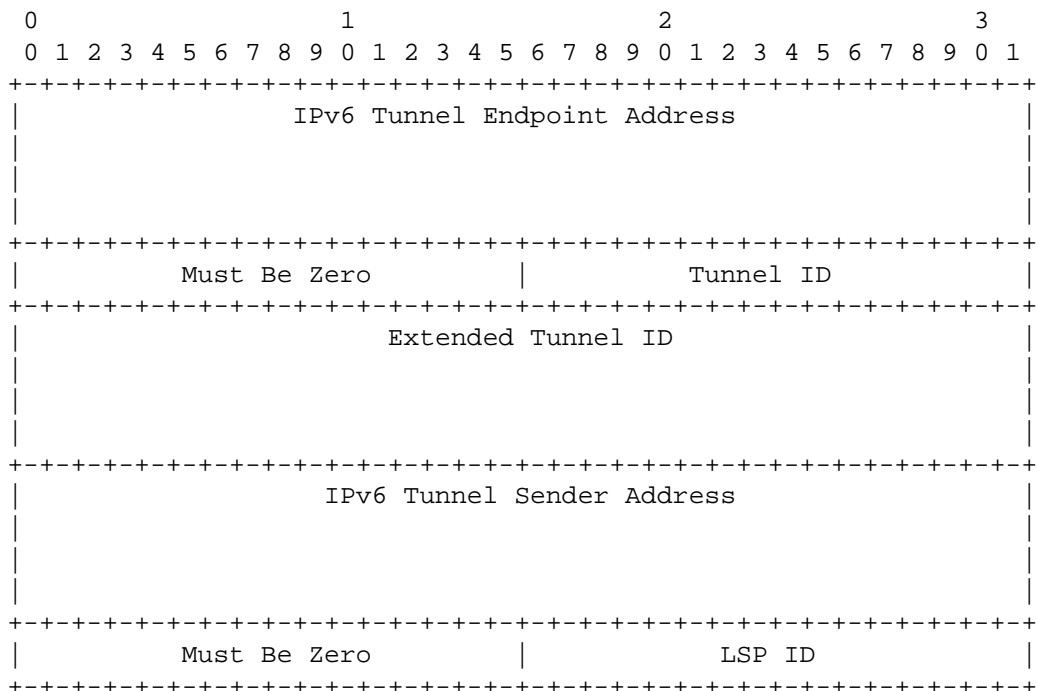 0                   1                   2                   3
 0 1 2 3 4 5 6 7 8 9 0 1 2 3 4 5 6 7 8 9 0 1 2 3 4 5 6 7 8 9 0 1
+-+-+-+-+-+-+-+-+-+-+-+-+-+-+-+-+-+-+-+-+-+-+-+-+-+-+-+-+-+-+-+-+
|                 IPv6 Tunnel Endpoint Address                  |
|                                                               |
|                                                               |
|                                                               |
+-+-+-+-+-+-+-+-+-+-+-+-+-+-+-+-+-+-+-+-+-+-+-+-+-+-+-+-+-+-+-+-+
|          Must Be Zero         |          Tunnel ID            |
+-+-+-+-+-+-+-+-+-+-+-+-+-+-+-+-+-+-+-+-+-+-+-+-+-+-+-+-+-+-+-+-+
|                       Extended Tunnel ID                      |
|                                                               |
|                                                               |
|                                                               |
+-+-+-+-+-+-+-+-+-+-+-+-+-+-+-+-+-+-+-+-+-+-+-+-+-+-+-+-+-+-+-+-+
|                   IPv6 Tunnel Sender Address                  |
|                                                               |
|                                                               |
|                                                               |
+-+-+-+-+-+-+-+-+-+-+-+-+-+-+-+-+-+-+-+-+-+-+-+-+-+-+-+-+-+-+-+-+
|          Must Be Zero         |            LSP ID             |
+-+-+-+-+-+-+-+-+-+-+-+-+-+-+-+-+-+-+-+-+-+-+-+-+-+-+-+-+-+-+-+-+